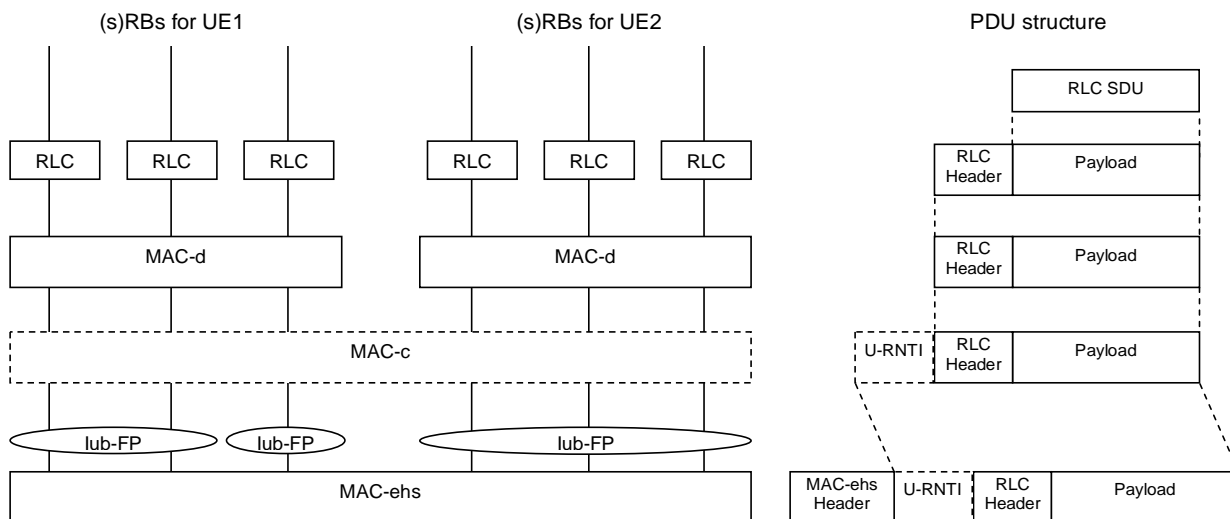 (s)RBs for UE1
(s)RBs for UE2
PDU structure
RLC SDU
RLC
RLC
RLC
RLC
RLC
RLC
RLC
Header
Payload
MAC-d
MAC-d
RLC
Header
Payload
MAC-c
U-RNTI
RLC
Header
Payload
Iub-FP
Iub-FP
Iub-FP
MAC-ehs
MAC-ehs
Header
U-RNTI
RLC
Header
Payload